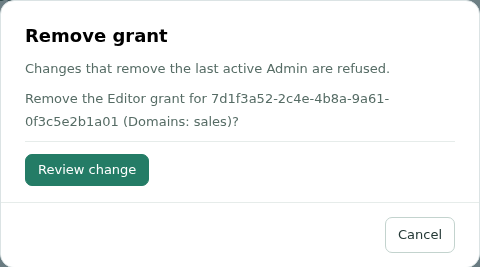 Remove grant
Changes that remove the last active Admin are refused.
Remove the Editor grant for 7d1f3a52-2c4e-4b8a-9a61-
0f3c5e2b1a01 (Domains: sales)?
Review change
Cancel